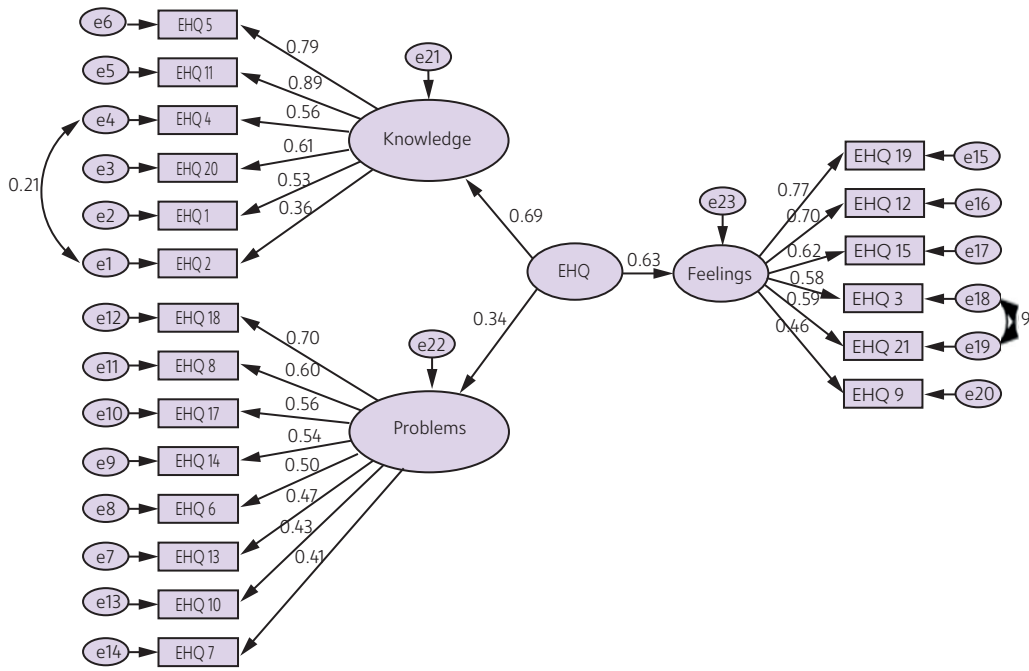 e6 EHQ 5
0.79
e21
e5 EHQ 11
0.89
e4 EHQ 4
0.56
Knowledge
e3 EHQ 20
0.61
0.21
e2 EHQ 1
0.53
0.36
e1 EHQ 2
0.69
EHQ
0.63
0.34
e23
Feelings
0.77
EHQ 19 e15
0.70
EHQ 12 e16
0.62
EHQ 15 e17
0.58
EHQ 3 e18
0.59
9
EHQ 21 e19
0.46
EHQ 9 e20
e12 EHQ 18
0.70
e22
e11 EHQ 8
0.60
e10 EHQ 17
0.56
Problems
e9 EHQ 14
0.54
0.50
e8 EHQ 6
0.47
e7 EHQ 13
0.43
0.41
e13 EHQ 10
e14 EHQ 7